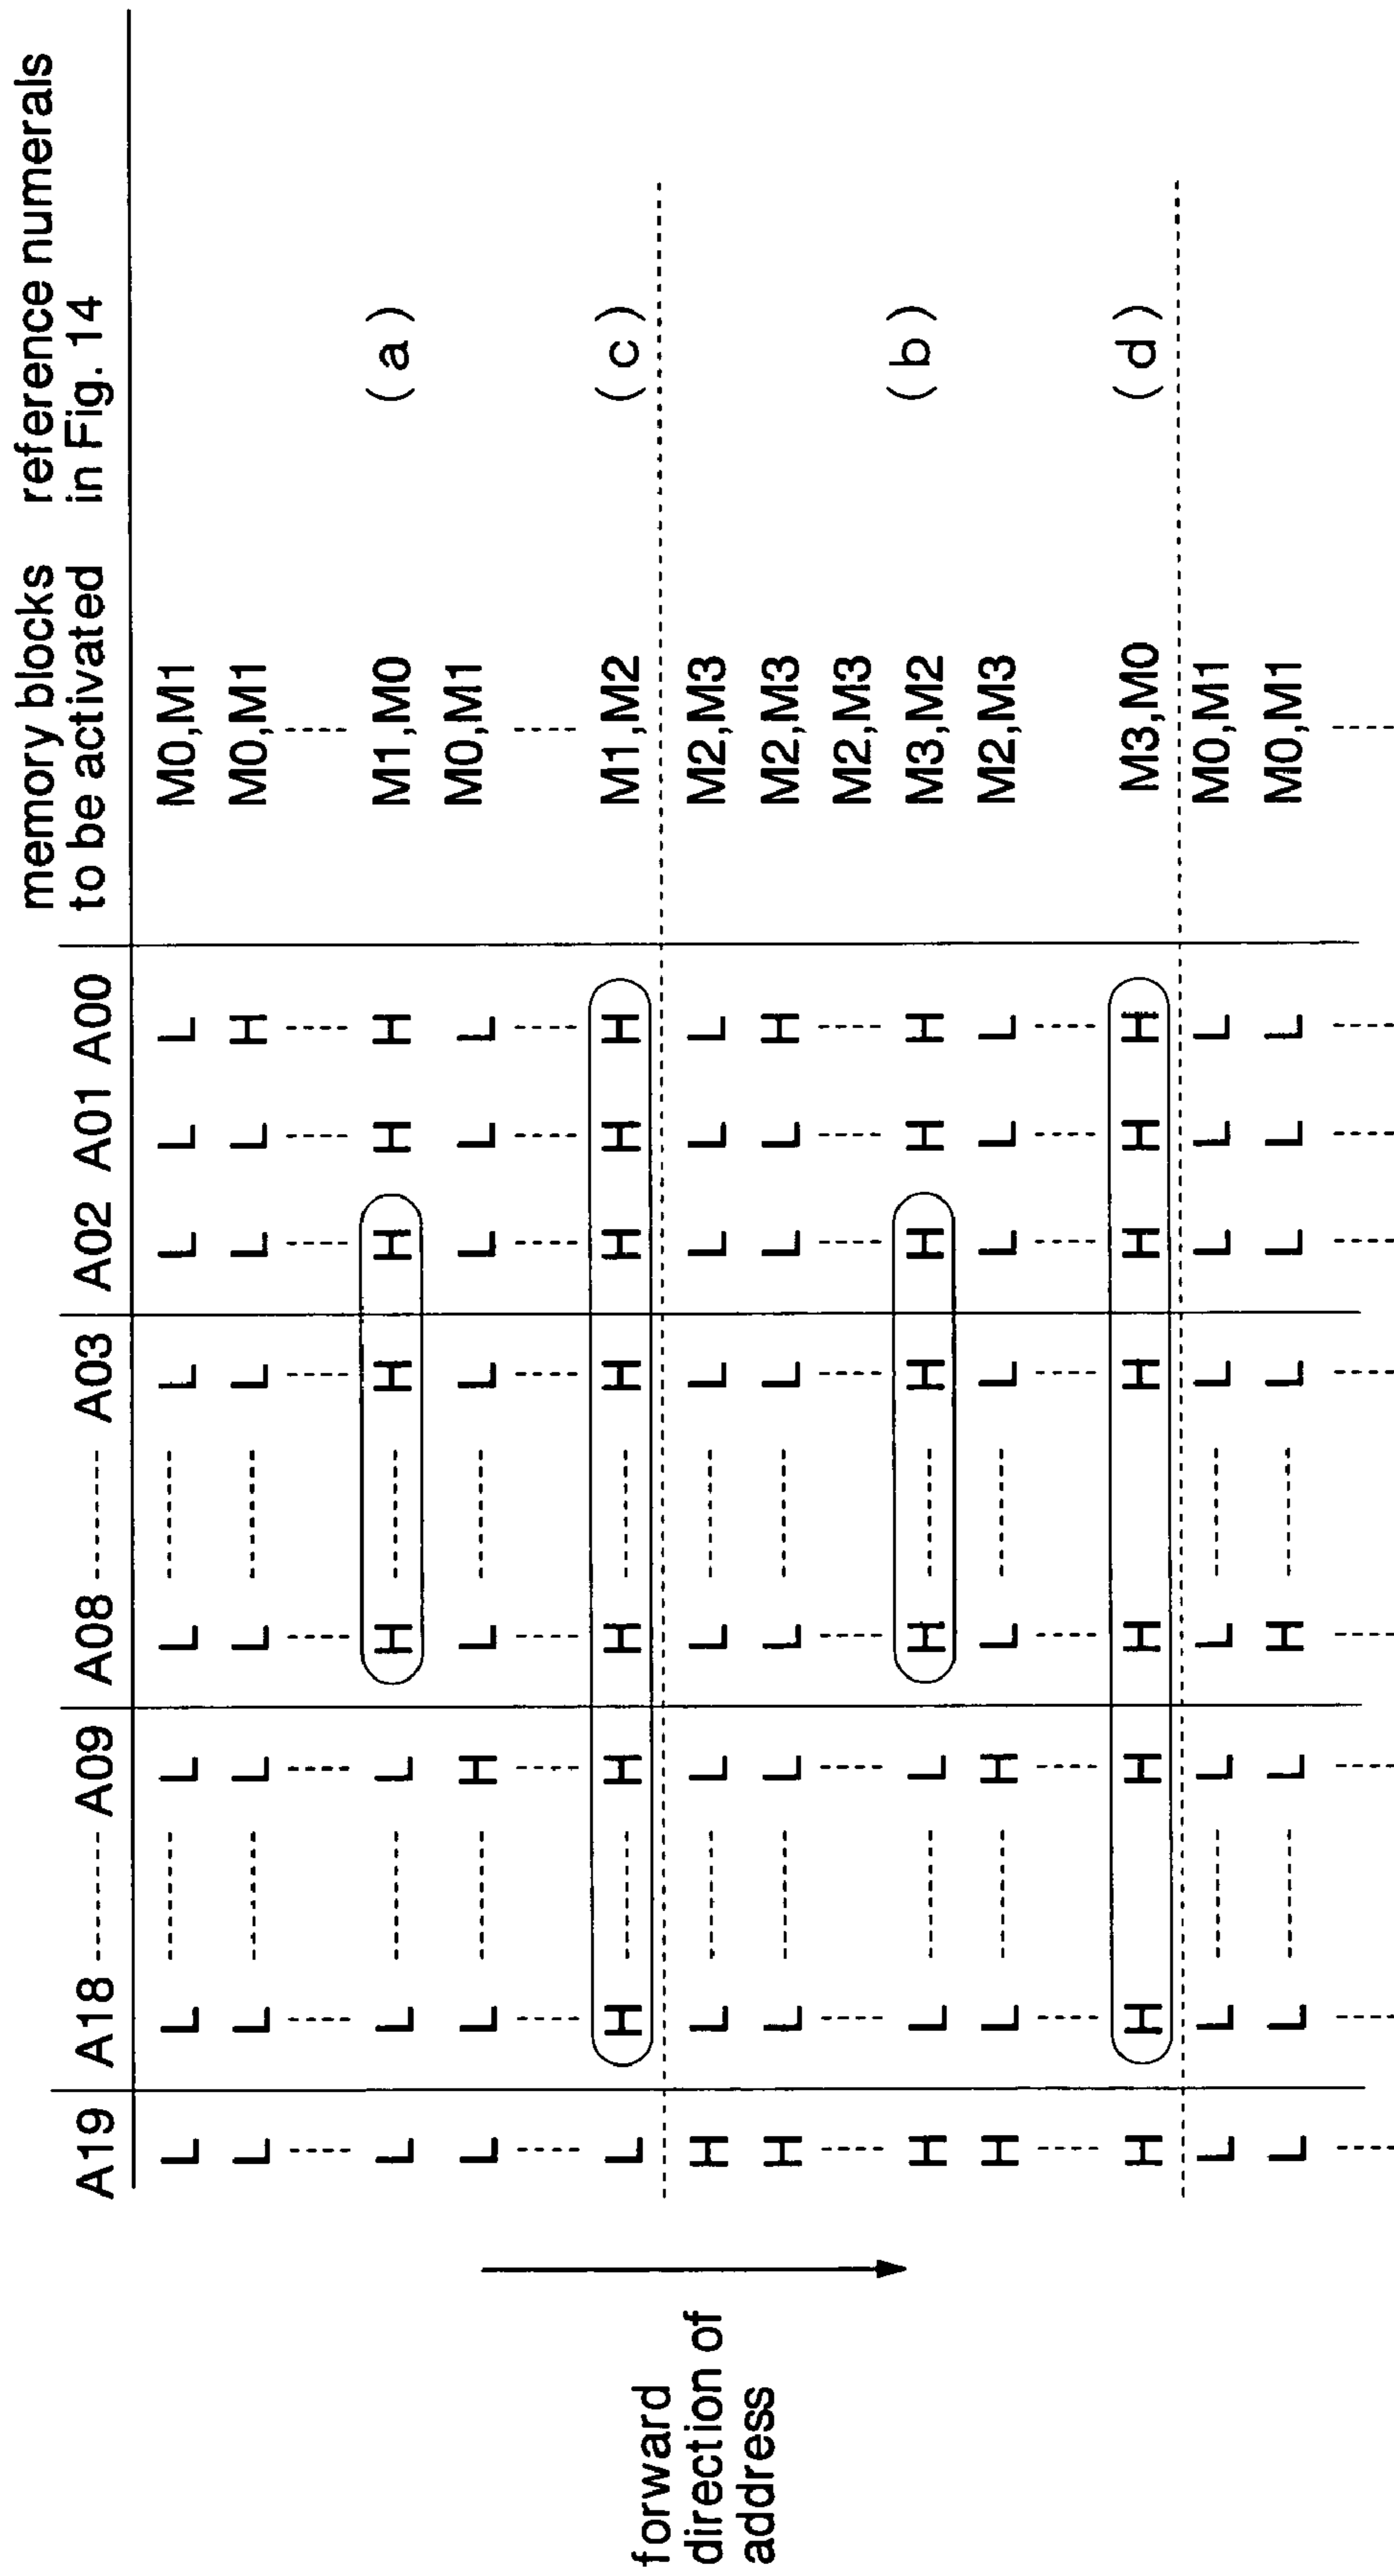 memory blocks reference numerals
A19 A18 ------ A09 A08 ------ A03 A02 A01 A00 to be activated in Fig. 14
L L ------ L L ------ L L L L M0,M1
L L ------ L L ------ L L L H M0,M1
L L ------ L H ------ H H H H M1,M0 (a)
L L ------ H L ------ L L L L M0,M1
L H ------ H H ------ H H H H M1,M2 (c)
H L ------ L L ------ L L L L M2,M3
H L ------ L L ------ L L L H M2,M3
M2,M3
H L ------ L H ------ H H H H M3,M2 (b)
H L ------ H L ------ L L L L M2,M3
H H H H H H H H M3,M0 (d)
L L ------ L L ------ L L L L M0,M1
L L ------ L H ------ L L L L M0,M1
forward
direction of
address